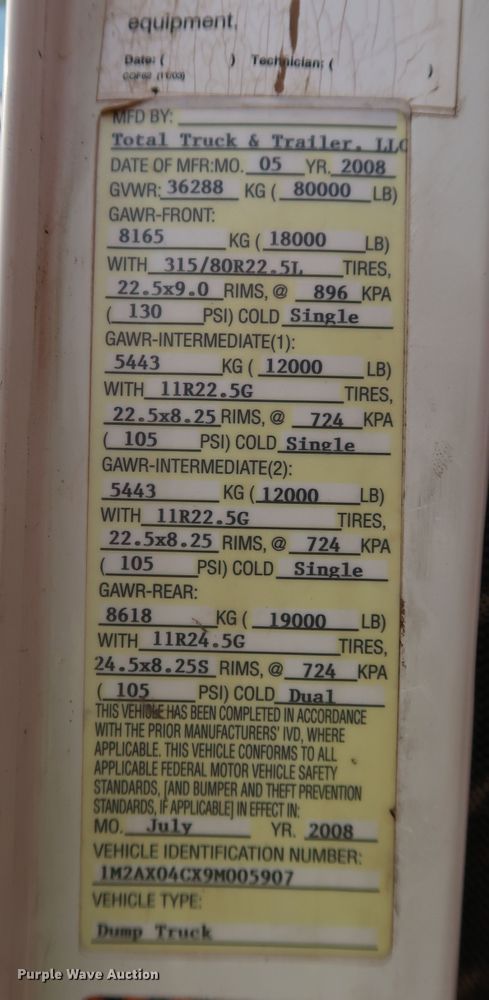 equipment.
Date: ( ) Technician: ( )
COF02 (11/03)
MFD BY:
Total Truck & Trailer, LLC
DATE OF MFR:MO. 05 YR. 2008
GVWR: 36288 KG ( 80000 LB)
GAWR-FRONT:
8165 KG ( 18000 LB)
WITH 315/80R22.5L TIRES,
22.5x9.0 RIMS, @ 896 KPA
( 130 PSI) COLD Single
GAWR-INTERMEDIATE(1):
5443 KG ( 12000 LB)
WITH 11R22.5G TIRES,
22.5x8.25 RIMS, @ 724 KPA
( 105 PSI) COLD Single
GAWR-INTERMEDIATE(2):
5443 KG ( 12000 LB)
WITH 11R22.5G TIRES,
22.5x8.25 RIMS, @ 724 KPA
( 105 PSI) COLD Single
GAWR-REAR:
8618 KG ( 19000 LB)
WITH 11R24.5G TIRES,
24.5x8.25S RIMS, @ 724 KPA
( 105 PSI) COLD Dual
THIS VEHICLE HAS BEEN COMPLETED IN ACCORDANCE
WITH THE PRIOR MANUFACTURERS' IVD, WHERE
APPLICABLE. THIS VEHICLE CONFORMS TO ALL
APPLICABLE FEDERAL MOTOR VEHICLE SAFETY
STANDARDS, [AND BUMPER AND THEFT PREVENTION
STANDARDS, IF APPLICABLE] IN EFFECT IN:
MO. July YR. 2008
VEHICLE IDENTIFICATION NUMBER:
1M2AX04CX9M005907
VEHICLE TYPE:
Dump Truck
Purple Wave Auction